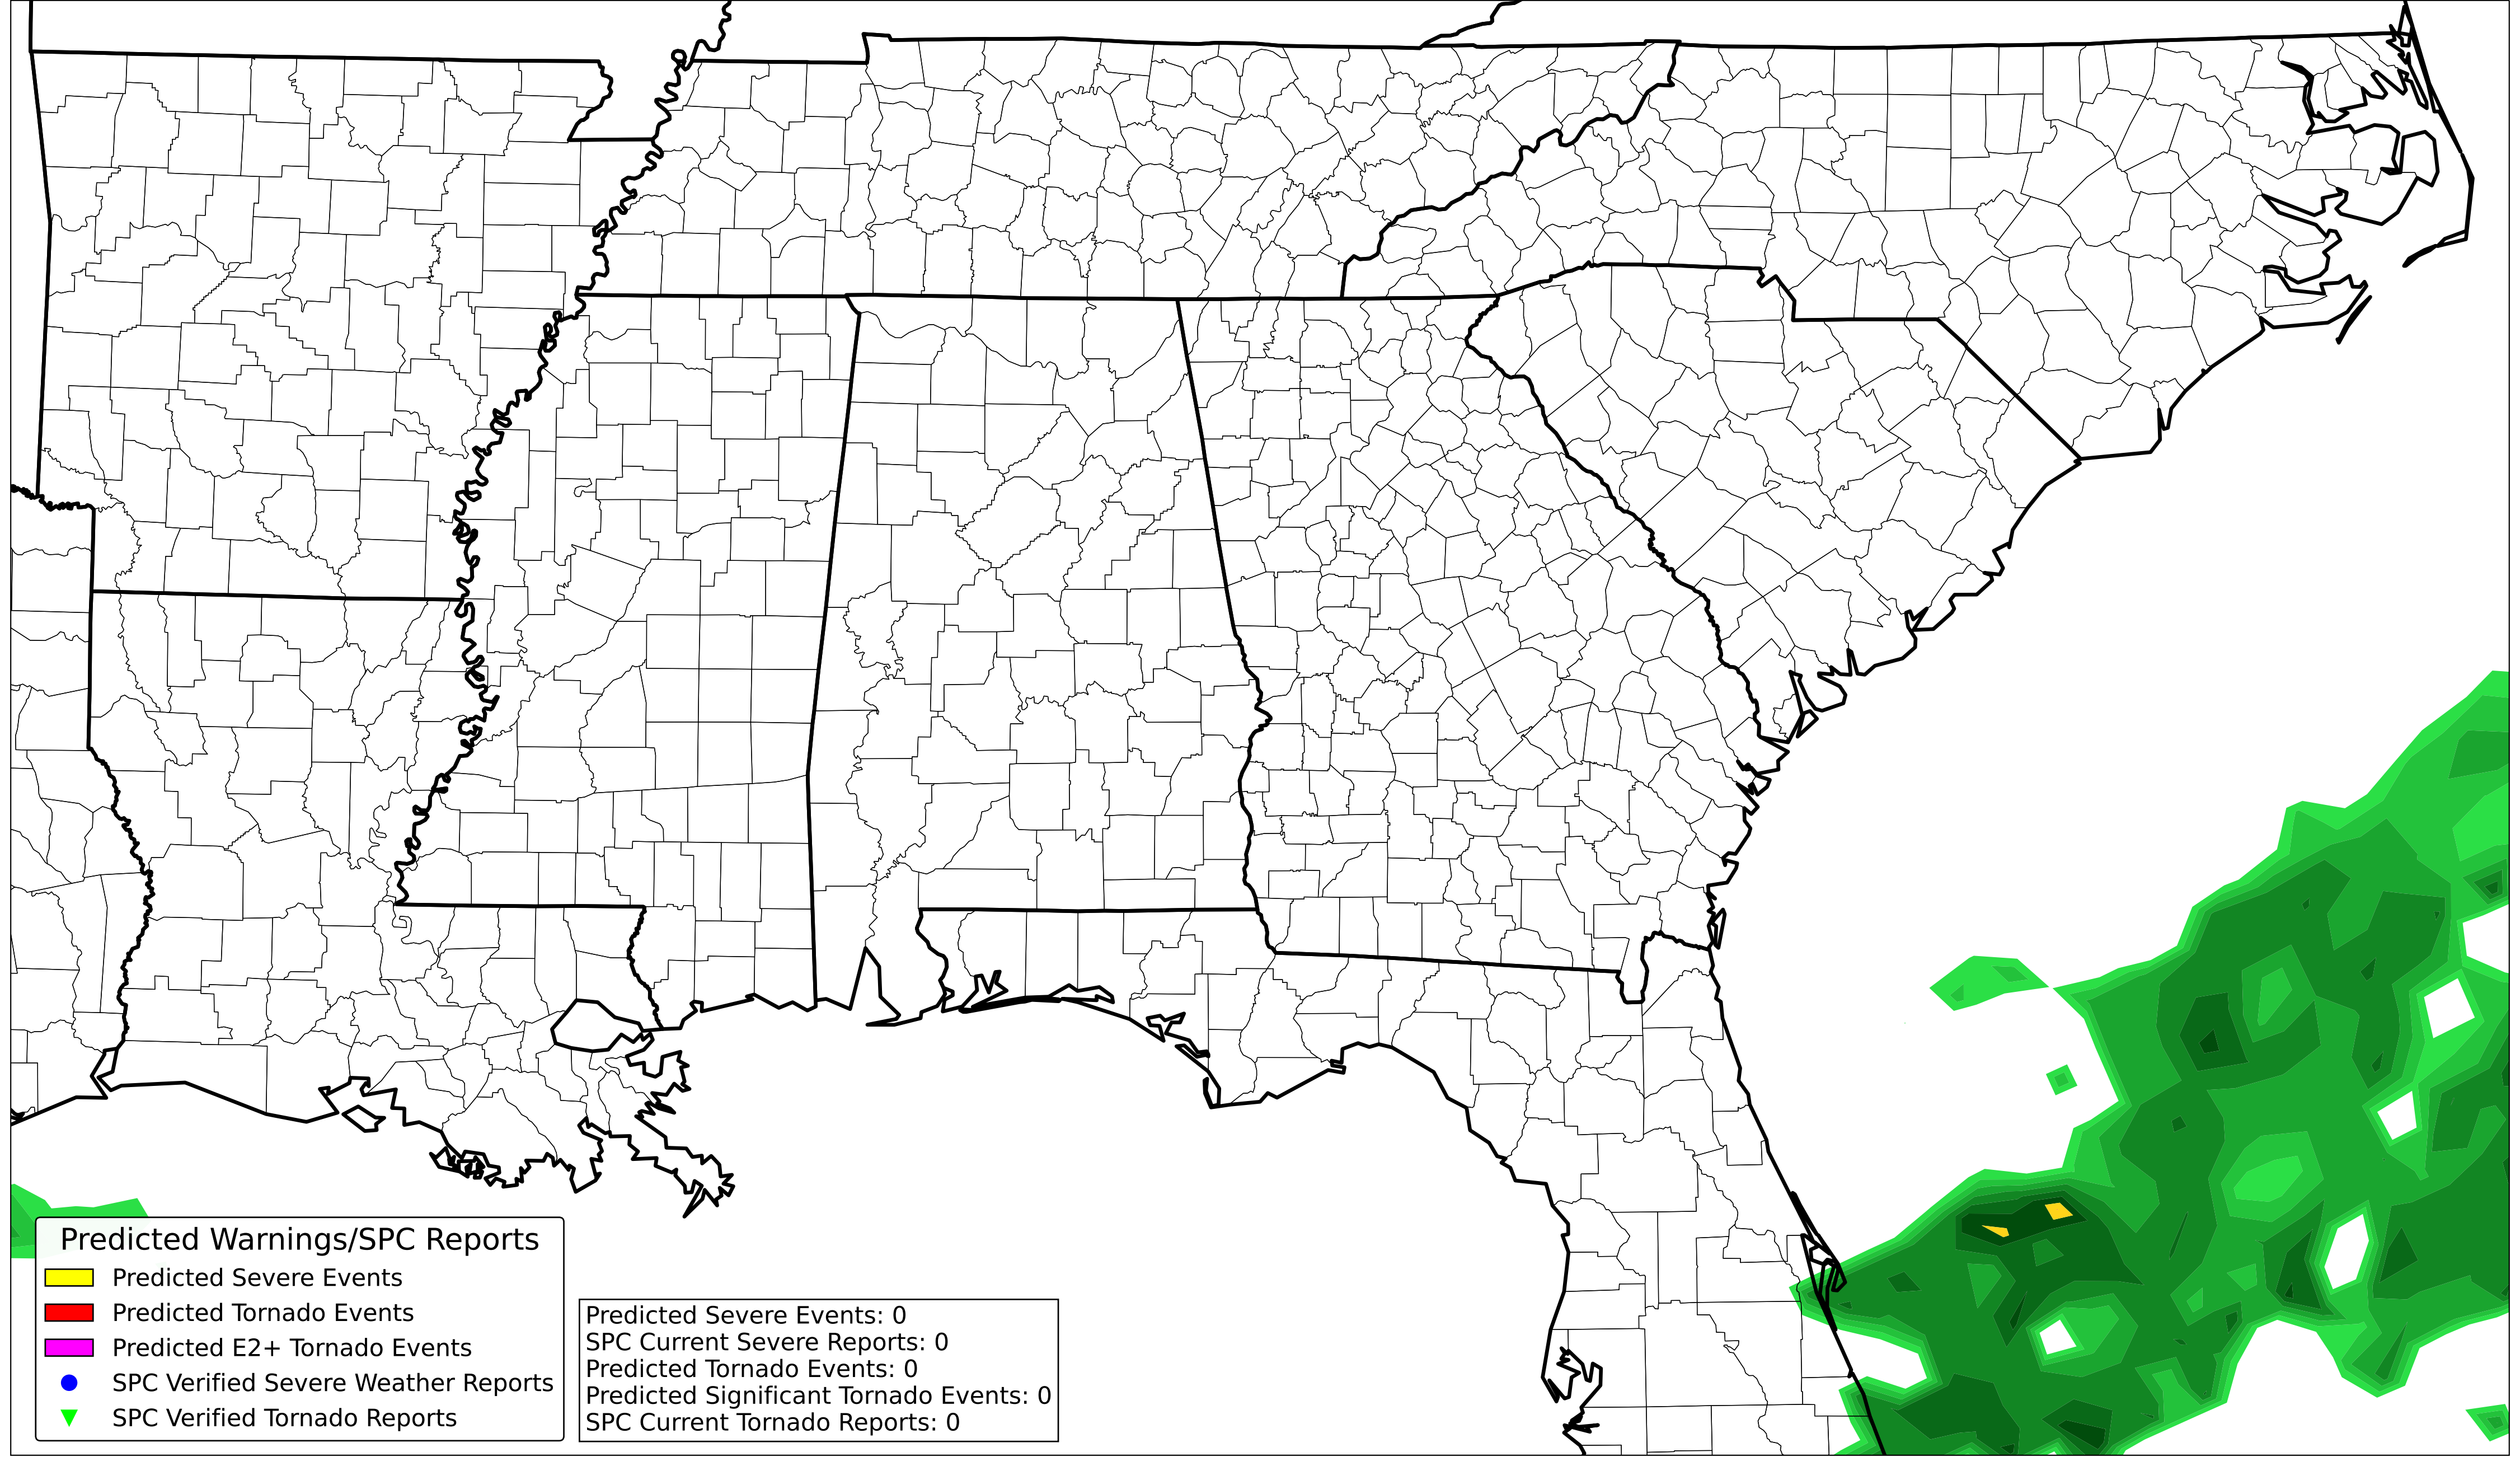 Predicted Warnings/SPC Reports
Predicted Severe Events
Predicted Tornado Events
Predicted E2+ Tornado Events
SPC Verified Severe Weather Reports
SPC Verified Tornado Reports
Predicted Severe Events: 0
SPC Current Severe Reports: 0
Predicted Tornado Events: 0
Predicted Significant Tornado Events: 0
SPC Current Tornado Reports: 0